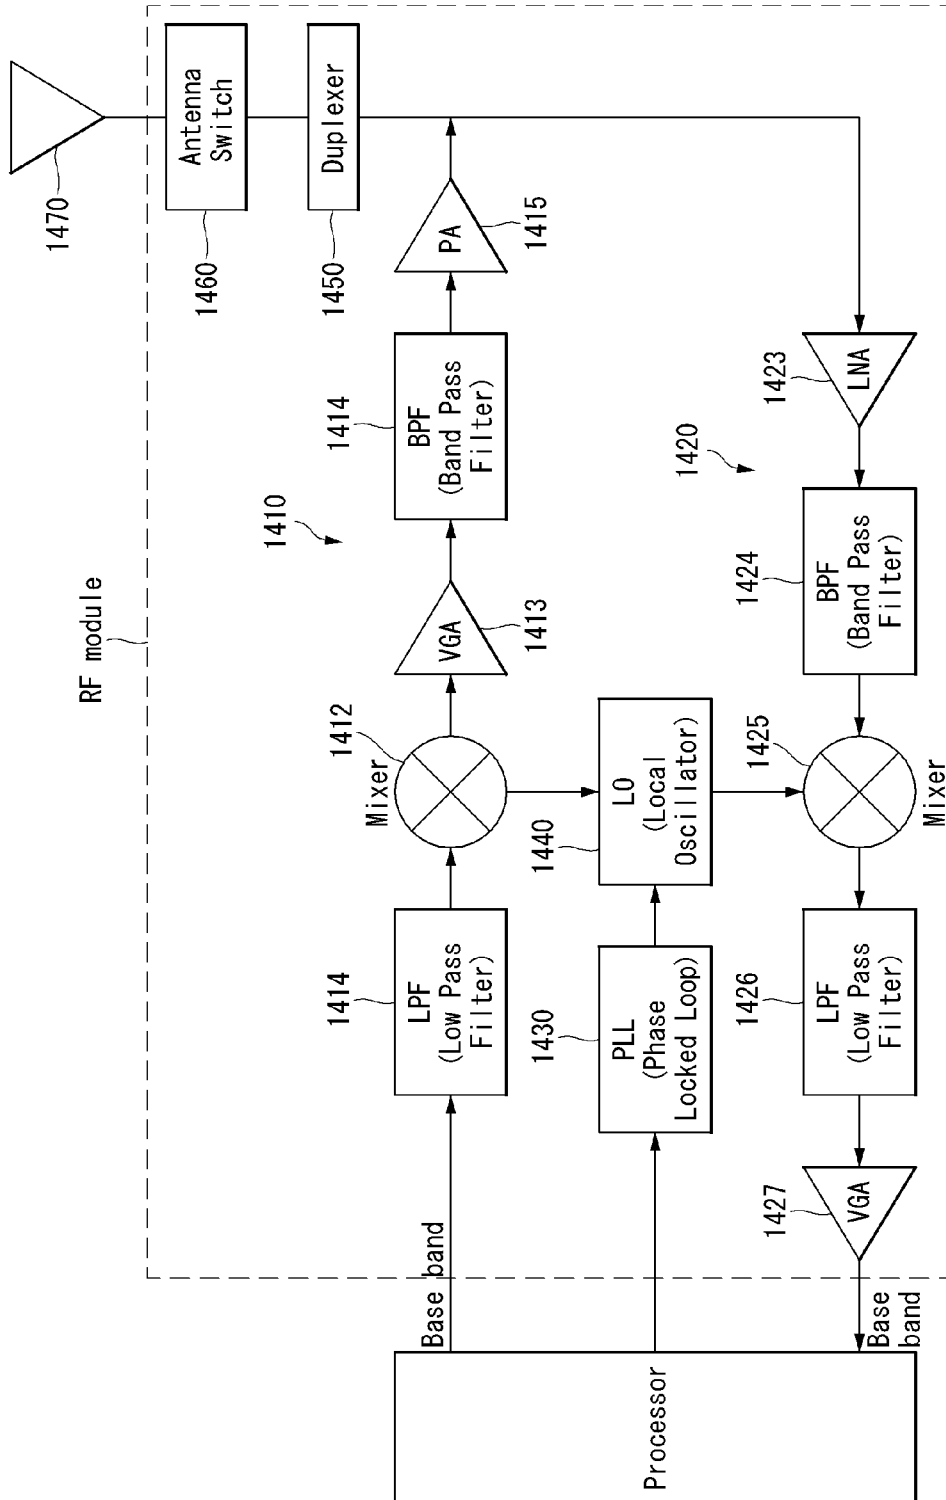 RF module
1470
Antenna
Switch
1460
Duplexer
1450
Base band
LPF
(Low Pass
Filter)
1414
Mixer
1412
VGA
1413
1410
BPF
(Band Pass
Filter)
1414
PA
1415
Processor
PLL
(Phase
Locked Loop)
1430
LO
(Local
Oscillator)
1440
Base
band
VGA
1427
LPF
(Low Pass
Filter)
1426
Mixer
1425
BPF
(Band Pass
Filter)
1424
1420
LNA
1423